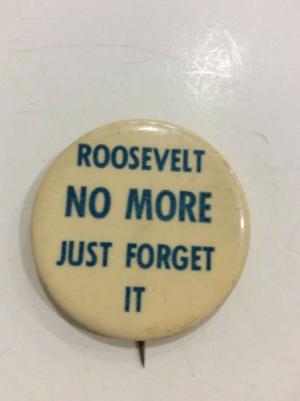 ROOSEVELT
NO MORE
JUST FORGET
IT